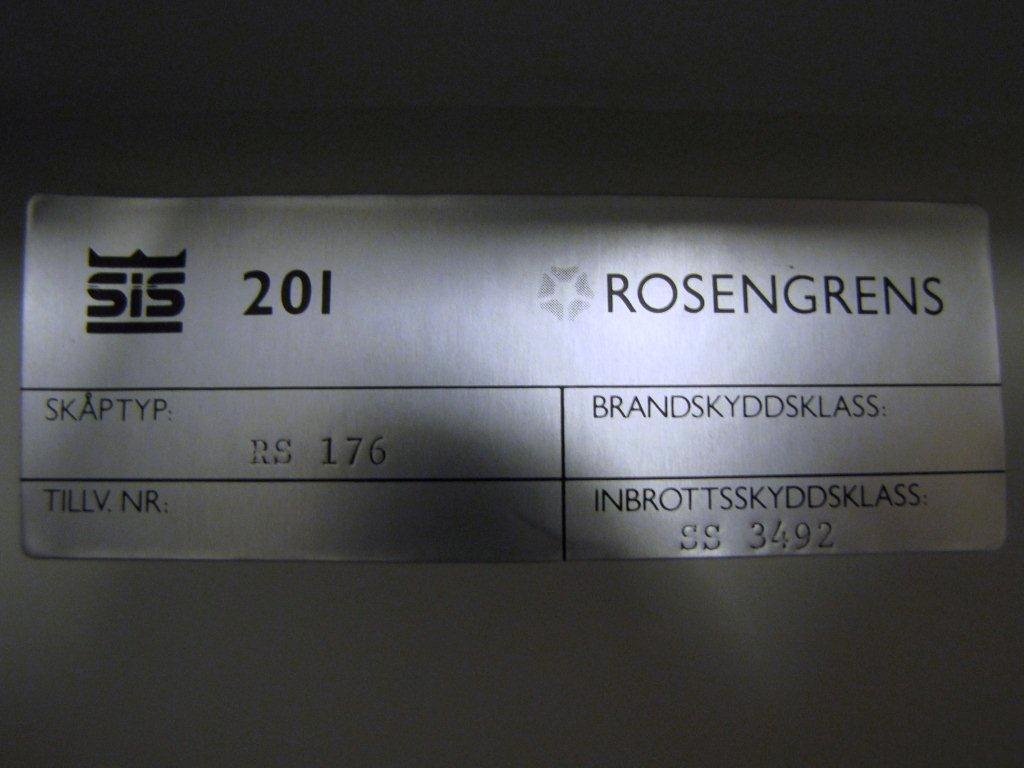 SIS 201 ROSENGRENS
SKÅPTYP:
RS 176
BRANDSKYDDSKLASS:
TILLV. NR:
INBROTTSSKYDDSKLASS:
SS 3492